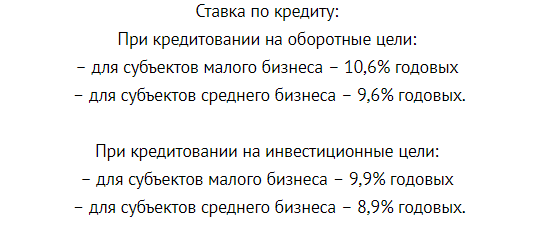 Ставка по кредиту:
При кредитовании на оборотные цели:
– для субъектов малого бизнеса – 10,6% годовых
– для субъектов среднего бизнеса – 9,6% годовых.
При кредитовании на инвестиционные цели:
– для субъектов малого бизнеса – 9,9% годовых
– для субъектов среднего бизнеса – 8,9% годовых.